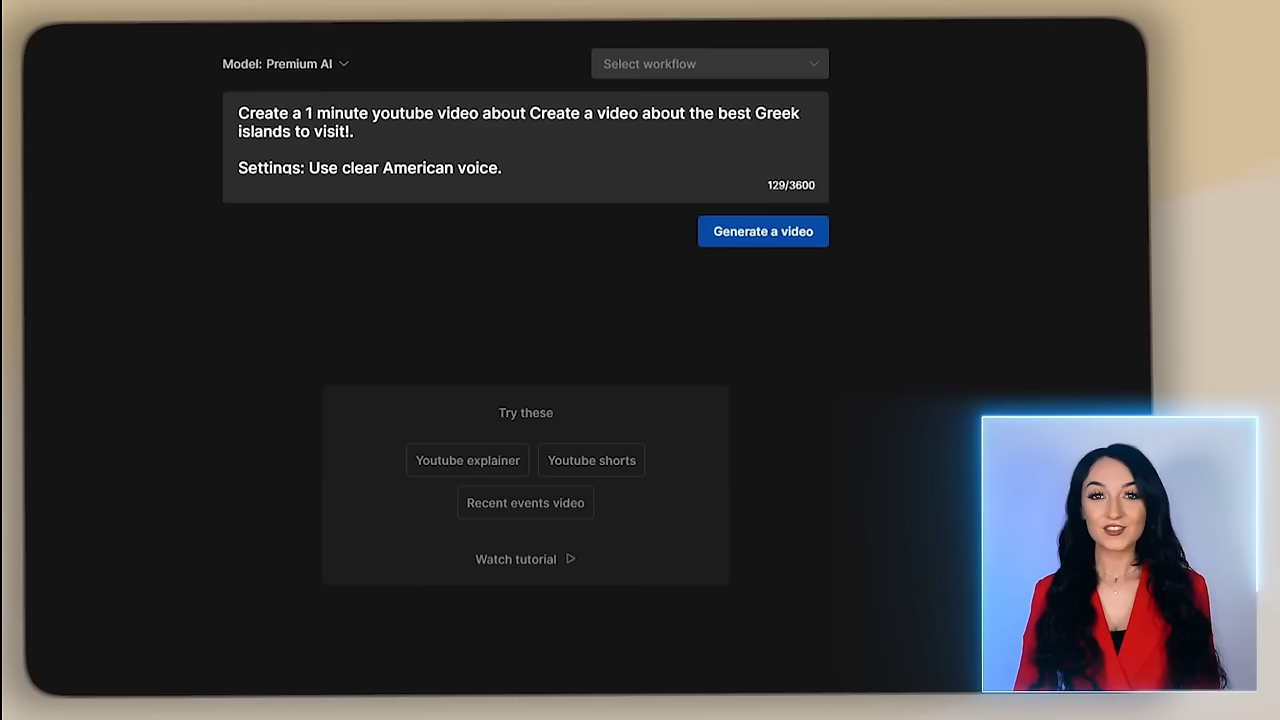 Model: Premium AI
Select workflow
Create a 1 minute youtube video about Create a video about the best Greek
islands to visit!.
Settings: Use clear American voice.
129/3600
Generate a video
Try these
Youtube explainer
Youtube shorts
Recent events video
Watch tutorial